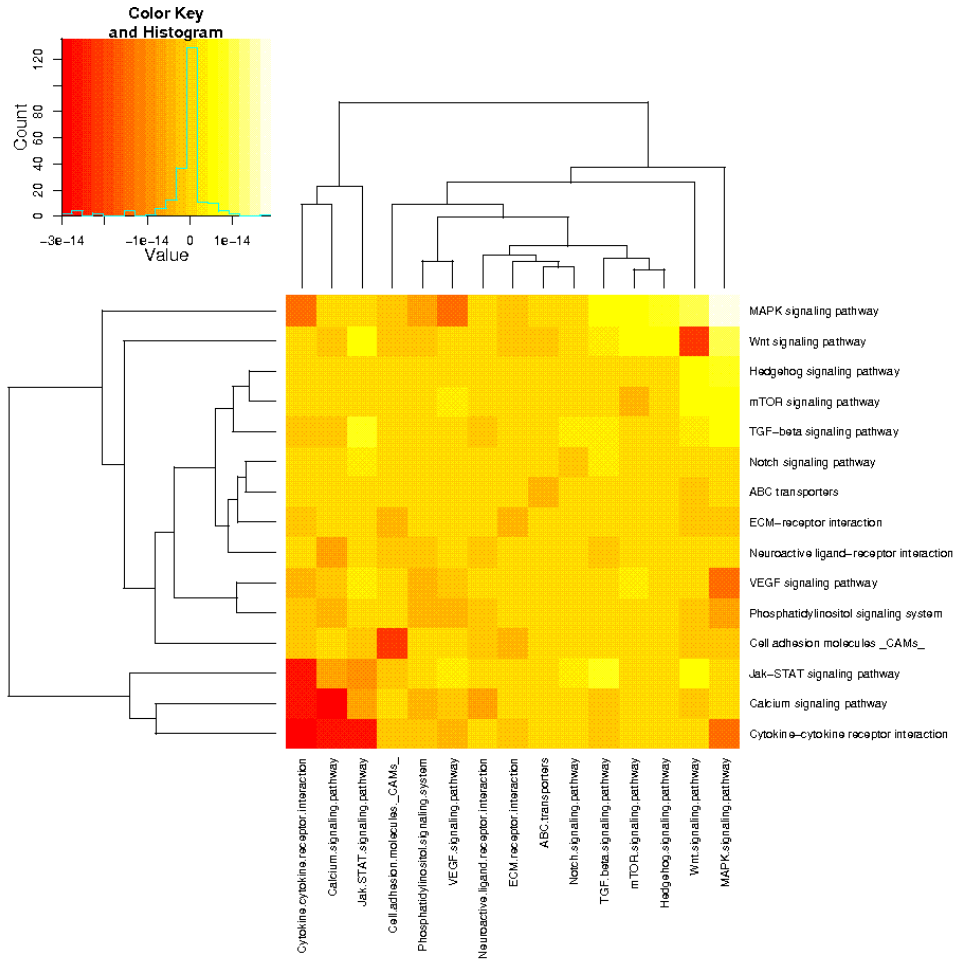 Color Key
and Histogram
Count
0
20
40
60
80
120
-3e-14
-1e-14
0
1e-14
Value
MAPK signaling pathway
Wnt signaling pathway
Hedgehog signaling pathway
mTOR signaling pathway
TGF-beta signaling pathway
Notch signaling pathway
ABC transporters
ECM-receptor interaction
Neuroactive ligand-receptor interaction
VEGF signaling pathway
Phosphatidylinositol signaling system
Cell adhesion molecules _CAMs_
Jak-STAT signaling pathway
Calcium signaling pathway
Cytokine-cytokine receptor interaction
Cytokine.cytokine.receptor.interaction
Calcium.signaling.pathway
Jak.STAT.signaling.pathway
Cell.adhesion.molecules._CAMs_
Phosphatidylinositol.signaling.system
VEGF.signaling.pathway
Neuroactive.ligand.receptor.interaction
ECM.receptor.interaction
ABC.transporters
Notch.signaling.pathway
TGF.beta.signaling.pathway
mTOR.signaling.pathway
Hedgehog.signaling.pathway
Wnt.signaling.pathway
MAPK.signaling.pathway